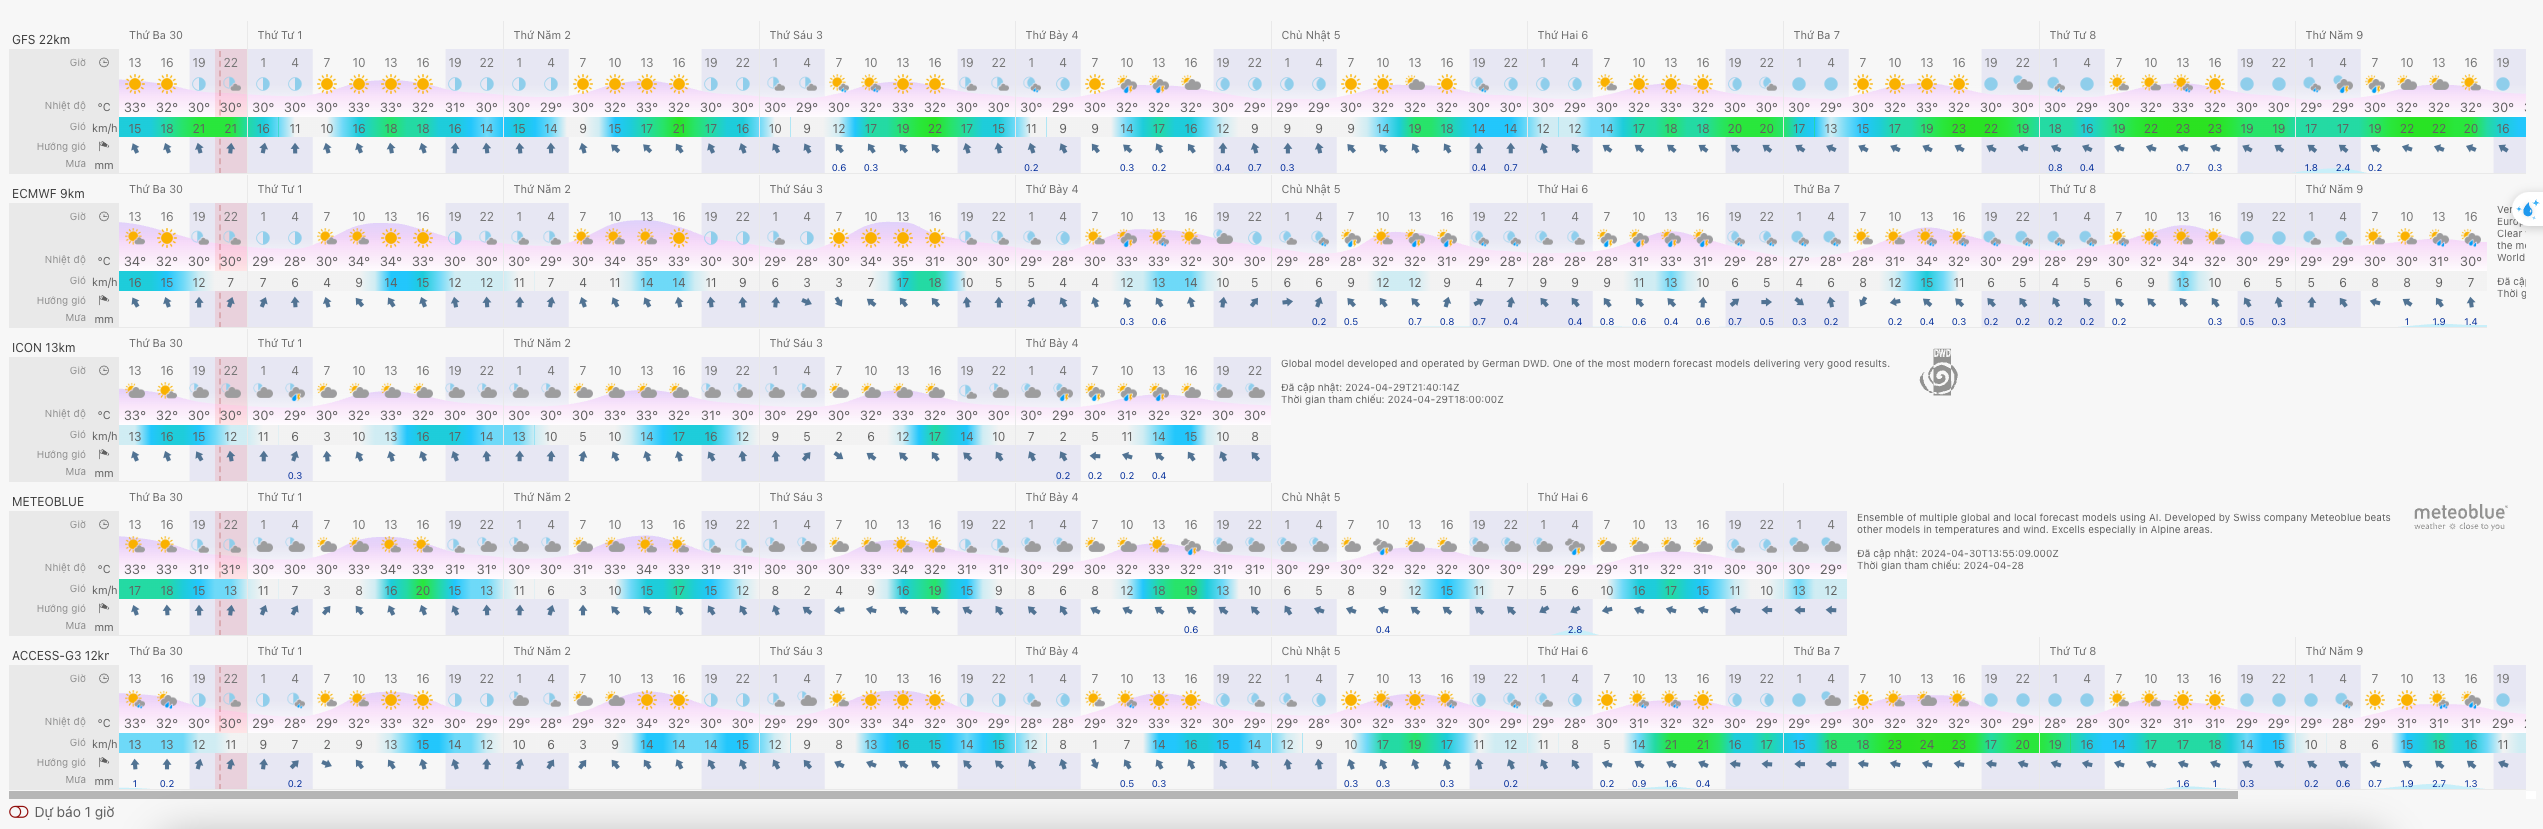 Thứ Ba 30 Thứ Tư 1 Thứ Năm 2 Thứ Sáu 3 Thứ Bảy 4 Chủ Nhật 5 Thứ Hai 6 Thứ Ba 7 Thứ Tư 8 Thứ Năm 9
GFS 22km
Giờ 13 16 19 22 1 4 7 10 13 16 19 22 1 4 7 10 13 16 19 22 1 4 7 10 13 16 19 22 1 4 7 10 13 16 19 22 1 4 7 10 13 16 19 22 1 4 7 10 13 16 19 22 1 4 7 10 13 16 19 22 1 4 7 10 13 16 19 22 1 4 7 10 13 16 19
Nhiệt độ °C 33° 32° 30° 30° 30° 30° 33° 34° 33° 32° 31° 30° 30° 29° 30° 32° 33° 32° 30° 30° 30° 29° 30° 32° 33° 32° 30° 30° 30° 29° 30° 32° 32° 32° 30° 29° 29° 29° 30° 32° 32° 32° 30° 29° 30° 29° 30° 32° 33° 32° 30° 30° 28° 29° 30° 32° 32° 32° 30° 29° 29° 29° 30° 32° 32° 32° 30° 30° 29° 29° 30° 32° 32° 32° 30°
Gió km/h 15 18 21 21 16 11 10 16 18 18 16 14 15 14 9 15 17 21 17 16 10 9 12 17 19 22 17 15 11 9 9 14 17 16 12 9 9 9 9 14 19 18 14 14 12 12 14 17 18 18 20 20 17 13 15 17 19 23 22 19 18 16 19 22 23 23 19 19 17 17 19 22 22 20 16
Hướng gió
Mưa mm 0.6 0.3 0.2 0.3 0.2 0.4 0.7 0.3 0.4 0.7 0.8 0.4 0.7 0.3 1.8 2.4 0.2
Thứ Ba 30 Thứ Tư 1 Thứ Năm 2 Thứ Sáu 3 Thứ Bảy 4 Chủ Nhật 5 Thứ Hai 6 Thứ Ba 7 Thứ Tư 8 Thứ Năm 9
ECMWF 9km
Giờ 13 16 19 22 1 4 7 10 13 16 19 22 1 4 7 10 13 16 19 22 1 4 7 10 13 16 19 22 1 4 7 10 13 16 19 22 1 4 7 10 13 16 19 22 1 4 7 10 13 16 19 22 1 4 7 10 13 16 19 22 1 4 7 10 13 16 19 22 1 4 7 10 13 16
Nhiệt độ °C 34° 32° 30° 30° 29° 28° 30° 34° 34° 33° 30° 30° 29° 28° 30° 34° 35° 33° 30° 30° 29° 28° 30° 34° 35° 31° 30° 29° 29° 28° 29° 32° 33° 32° 30° 29° 28° 28° 28° 32° 32° 31° 29° 28° 28° 28° 28° 31° 33° 31° 29° 28° 27° 28° 28° 31° 34° 32° 30° 29° 29° 28° 29° 32° 34° 32° 30° 29° 29° 29° 30° 30° 31° 30°
Gió km/h 16 15 12 7 7 6 4 9 14 15 12 12 11 7 4 11 14 14 11 9 6 3 3 7 17 18 10 5 5 4 4 12 13 14 10 5 6 6 9 12 12 9 4 7 9 9 9 11 13 10 6 5 4 6 8 12 15 11 6 5 4 5 6 9 13 10 6 5 5 6 8 8 9 7
Hướng gió
Mưa mm 0.3 0.6 0.2 0.5 0.7 0.8 0.7 0.4 0.4 0.8 0.6 0.4 0.6 0.7 0.5 0.3 0.2 0.2 0.4 0.3 0.2 0.2 0.2 0.2 0.2 0.3 0.5 0.3 1 1.9 1.4
Clear
World
Thứ Ba 30 Thứ Tư 1 Thứ Năm 2 Thứ Sáu 3 Thứ Bảy 4
ICON 13km
Giờ 13 16 19 22 1 4 7 10 13 16 19 22 1 4 7 10 13 16 19 22 1 4 7 10 13 16 19 22 1 4 7 10 13 16 19 22
Nhiệt độ °C 33° 32° 30° 30° 30° 29° 30° 32° 34° 33° 30° 30° 30° 30° 30° 32° 33° 32° 31° 30° 30° 29° 30° 32° 33° 32° 30° 30° 30° 29° 30° 31° 32° 32° 30° 30°
Gió km/h 13 16 15 12 11 6 3 10 13 16 17 14 13 10 5 10 14 17 16 12 9 5 2 6 12 17 14 10 7 2 5 11 14 15 10 8
Hướng gió
Mưa mm 0.3 0.2 0.2 0.2 0.4
Global model developed and operated by German DWD. One of the most modern forecast models delivering very good results.
Đã cập nhật: 2024-04-29T21:40:14Z
Thời gian tham chiếu: 2024-04-29T18:00:00Z
DWD
Thứ Ba 30 Thứ Tư 1 Thứ Năm 2 Thứ Sáu 3 Thứ Bảy 4 Chủ Nhật 5 Thứ Hai 6
METEOBLUE
Giờ 13 16 19 22 1 4 7 10 13 16 19 22 1 4 7 10 13 16 19 22 1 4 7 10 13 16 19 22 1 4 7 10 13 16 19 22 1 4 7 10 13 16 19 22 1 4 7 10 13 16 19 22 1 4
Nhiệt độ °C 33° 33° 31° 31° 30° 30° 30° 33° 34° 33° 31° 30° 30° 30° 30° 33° 34° 33° 31° 31° 30° 30° 30° 33° 34° 32° 31° 31° 30° 30° 30° 32° 33° 32° 31° 31° 30° 30° 30° 32° 33° 32° 31° 30° 29° 29° 29° 31° 32° 31° 30° 30° 30° 29°
Gió km/h 17 18 15 13 11 7 3 8 16 20 15 13 11 6 3 10 15 17 15 12 8 2 4 9 16 19 15 9 8 6 8 12 18 19 13 10 6 5 8 9 12 15 11 7 5 6 10 16 17 15 11 10 13 12
Hướng gió
Mưa mm 0.6 0.4 2.8
Ensemble of multiple global and local forecast models using AI. Developed by Swiss company Meteoblue beats
other models in temperatures and wind. Excells especially in Alpine areas.
Đã cập nhật: 2024-04-30T13:55:09.000Z
Thời gian tham chiếu: 2024-04-28
meteoblue
weather close to you
Thứ Ba 30 Thứ Tư 1 Thứ Năm 2 Thứ Sáu 3 Thứ Bảy 4 Chủ Nhật 5 Thứ Hai 6 Thứ Ba 7 Thứ Tư 8 Thứ Năm 9
ACCESS-G3 12kr
Giờ 13 16 19 22 1 4 7 10 13 16 19 22 1 4 7 10 13 16 19 22 1 4 7 10 13 16 19 22 1 4 7 10 13 16 19 22 1 4 7 10 13 16 19 22 1 4 7 10 13 16 19 22 1 4 7 10 13 16 19 22 1 4 7 10 13 16 19 22 1 4 7 10 13 16 19
Nhiệt độ °C 33° 32° 30° 30° 29° 28° 29° 32° 34° 33° 30° 29° 29° 28° 29° 32° 34° 32° 30° 30° 29° 29° 30° 33° 34° 32° 30° 29° 28° 28° 29° 32° 33° 32° 30° 30° 29° 28° 30° 32° 33° 32° 30° 29° 29° 28° 30° 31° 32° 32° 30° 30° 29° 29° 30° 32° 32° 32° 30° 29° 28° 28° 30° 30° 31° 31° 29° 29° 29° 28° 29° 31° 31° 31° 29°
Gió km/h 13 13 12 11 9 7 2 9 13 15 14 12 10 6 3 9 14 14 14 15 12 9 8 13 16 15 14 15 12 8 1 7 14 16 15 14 12 9 10 17 19 17 11 12 11 8 5 14 21 21 16 17 15 18 18 23 24 23 17 20 19 16 14 17 17 18 14 15 10 8 6 15 18 16 11
Hướng gió
Mưa mm 1 0.2 0.2 0.5 0.3 0.3 0.3 0.3 0.2 0.2 0.9 1.6 0.4 1.6 1 0.3 0.2 0.6 0.7 1.9 2.7 1.3
Dự báo 1 giờ